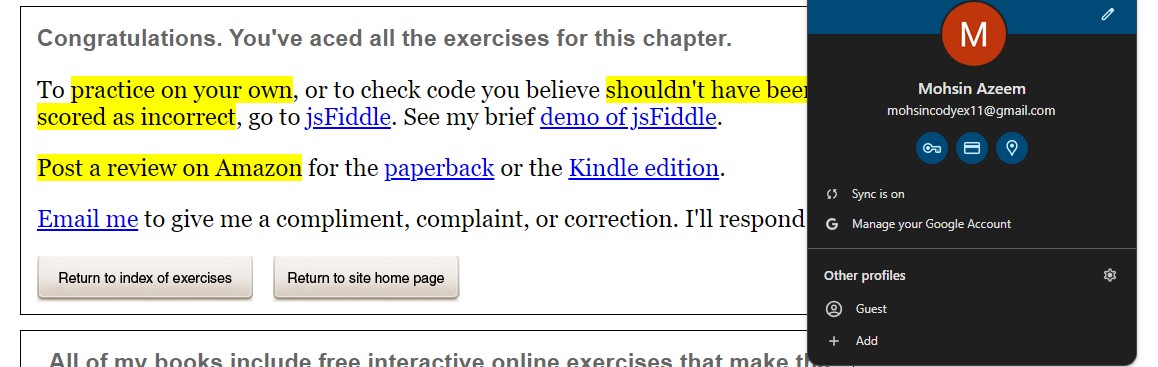 Congratulations. You've aced all the exercises for this chapter.
To practice on your own, or to check code you believe shouldn't have been
scored as incorrect, go to jsFiddle. See my brief demo of jsFiddle.
Post a review on Amazon for the paperback or the Kindle edition.
Email me to give me a compliment, complaint, or correction. I'll respond
Return to index of exercises
Return to site home page
All of my books include free interactive online exercises that make
M
Mohsin Azeem
mohsincodyex11@gmail.com
Sync is on
G
Manage your Google Account
Other profiles
Guest
Add